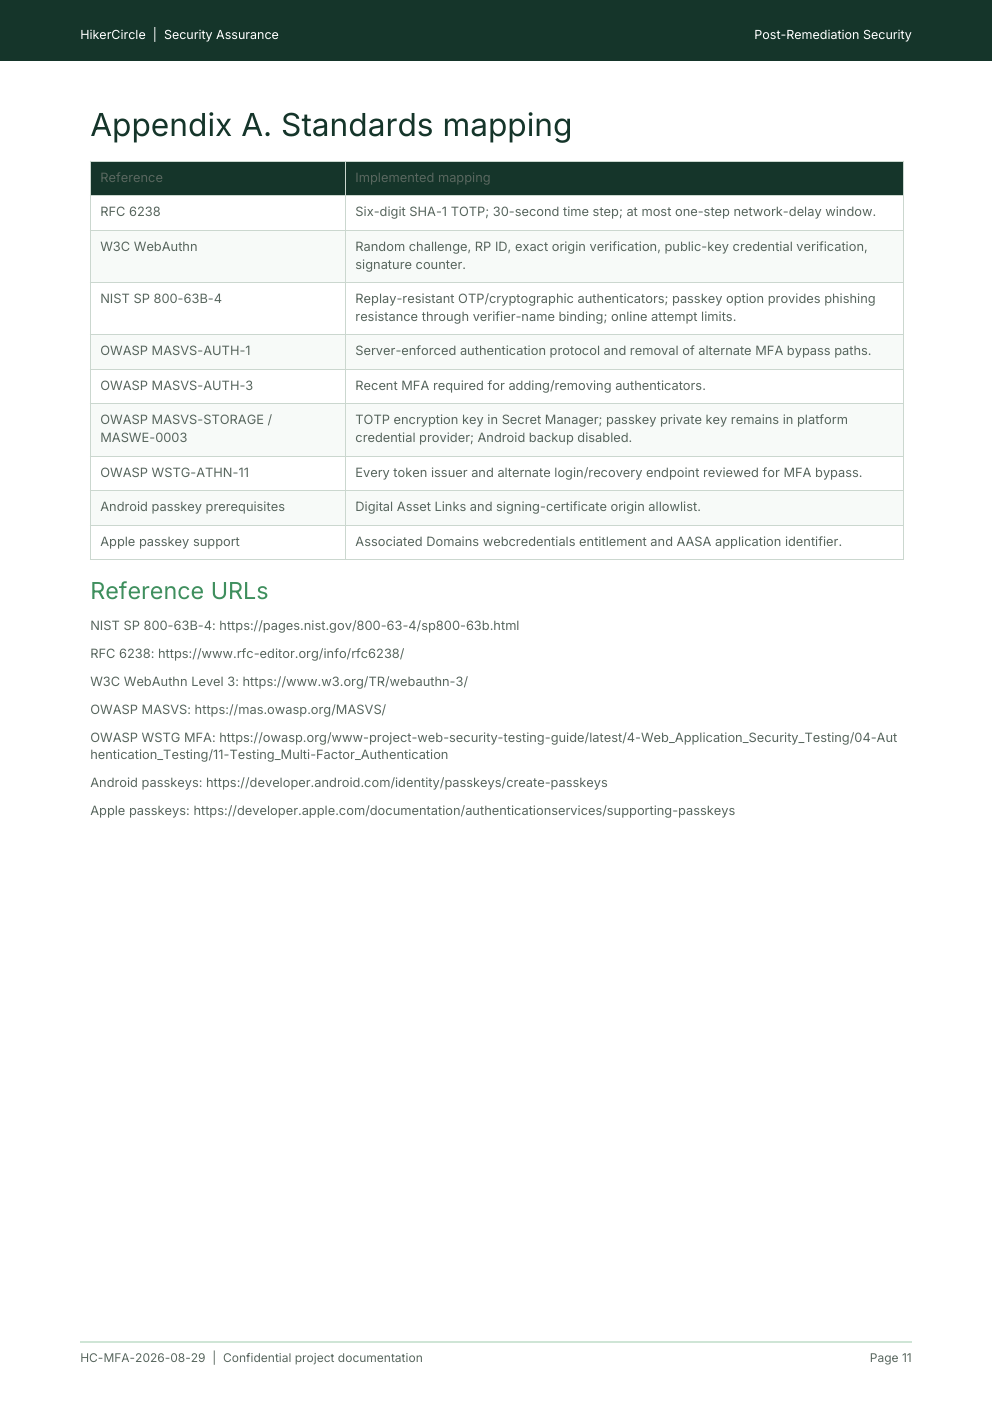 HikerCircle | Security Assurance
Post-Remediation Security
Appendix A. Standards mapping
Reference
Implemented mapping
RFC 6238
Six-digit SHA-1 TOTP; 30-second time step; at most one-step network-delay window.
W3C WebAuthn
Random challenge, RP ID, exact origin verification, public-key credential verification,
signature counter.
NIST SP 800-63B-4
Replay-resistant OTP/cryptographic authenticators; passkey option provides phishing
resistance through verifier-name binding; online attempt limits.
OWASP MASVS-AUTH-1
Server-enforced authentication protocol and removal of alternate MFA bypass paths.
OWASP MASVS-AUTH-3
Recent MFA required for adding/removing authenticators.
OWASP MASVS-STORAGE /
MASWE-0003
TOTP encryption key in Secret Manager; passkey private key remains in platform
credential provider; Android backup disabled.
OWASP WSTG-ATHN-11
Every token issuer and alternate login/recovery endpoint reviewed for MFA bypass.
Android passkey prerequisites
Digital Asset Links and signing-certificate origin allowlist.
Apple passkey support
Associated Domains webcredentials entitlement and AASA application identifier.
Reference URLs
NIST SP 800-63B-4: https://pages.nist.gov/800-63-4/sp800-63b.html
RFC 6238: https://www.rfc-editor.org/info/rfc6238/
W3C WebAuthn Level 3: https://www.w3.org/TR/webauthn-3/
OWASP MASVS: https://mas.owasp.org/MASVS/
OWASP WSTG MFA: https://owasp.org/www-project-web-security-testing-guide/latest/4-Web_Application_Security_Testing/04-Aut
hentication_Testing/11-Testing_Multi-Factor_Authentication
Android passkeys: https://developer.android.com/identity/passkeys/create-passkeys
Apple passkeys: https://developer.apple.com/documentation/authenticationservices/supporting-passkeys
HC-MFA-2026-08-29 | Confidential project documentation
Page 11